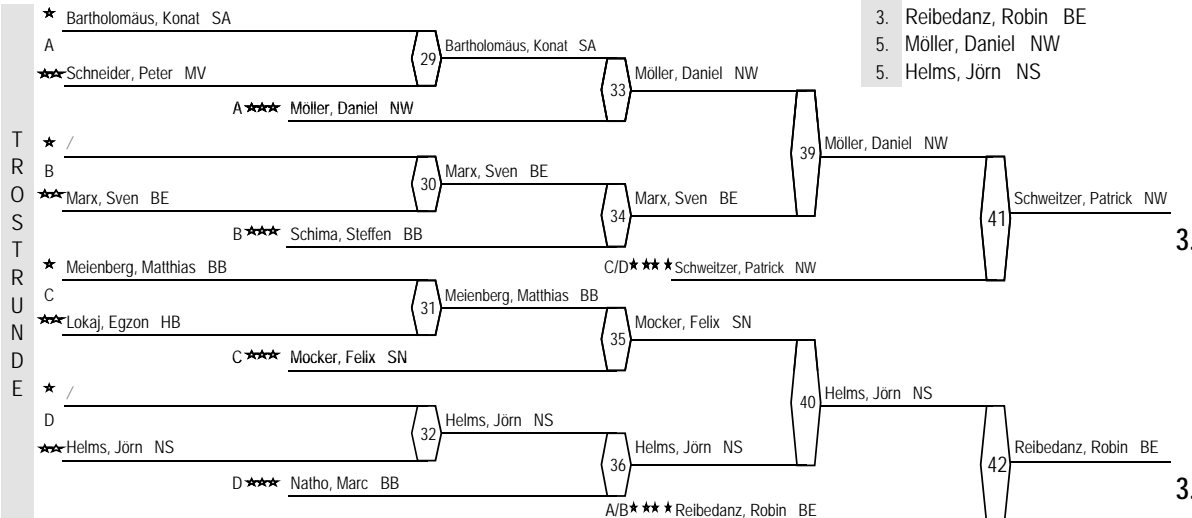 3. Reibedanz, Robin BE
5. Möller, Daniel NW
5. Helms, Jörn NS
TROSTRUNDE
★ Bartholomäus, Konat SA
A
★★ Schneider, Peter MV
29
Bartholomäus, Konat SA
A ★★★ Möller, Daniel NW
33
Möller, Daniel NW
★ /
B
★★ Marx, Sven BE
30
Marx, Sven BE
B ★★★ Schima, Steffen BB
34
Marx, Sven BE
39
Möller, Daniel NW
C/D ★★★★ Schweitzer, Patrick NW
41
Schweitzer, Patrick NW
3.
★ Meienberg, Matthias BB
C
★★ Lokaj, Egzon HB
31
Meienberg, Matthias BB
C ★★★ Mocker, Felix SN
35
Mocker, Felix SN
★ /
D
★★ Helms, Jörn NS
32
Helms, Jörn NS
D ★★★ Natho, Marc BB
36
Helms, Jörn NS
40
Helms, Jörn NS
A/B ★★★★ Reibedanz, Robin BE
42
Reibedanz, Robin BE
3.